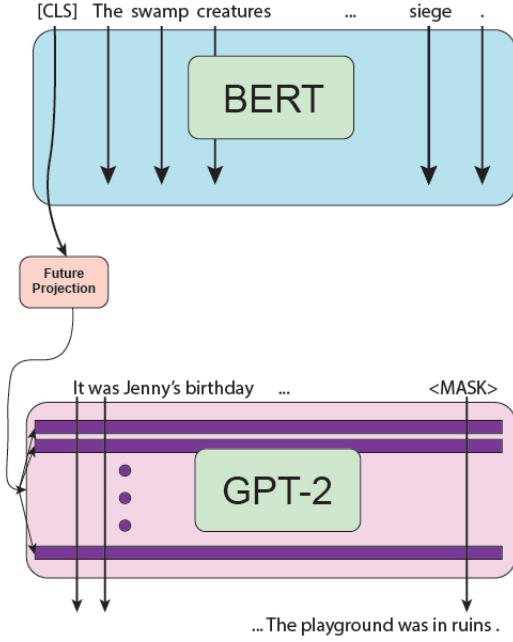 [CLS] The swamp creatures ... siege .
BERT
Future
Projection
It was Jenny's birthday ... <MASK>
GPT-2
... The playground was in ruins .